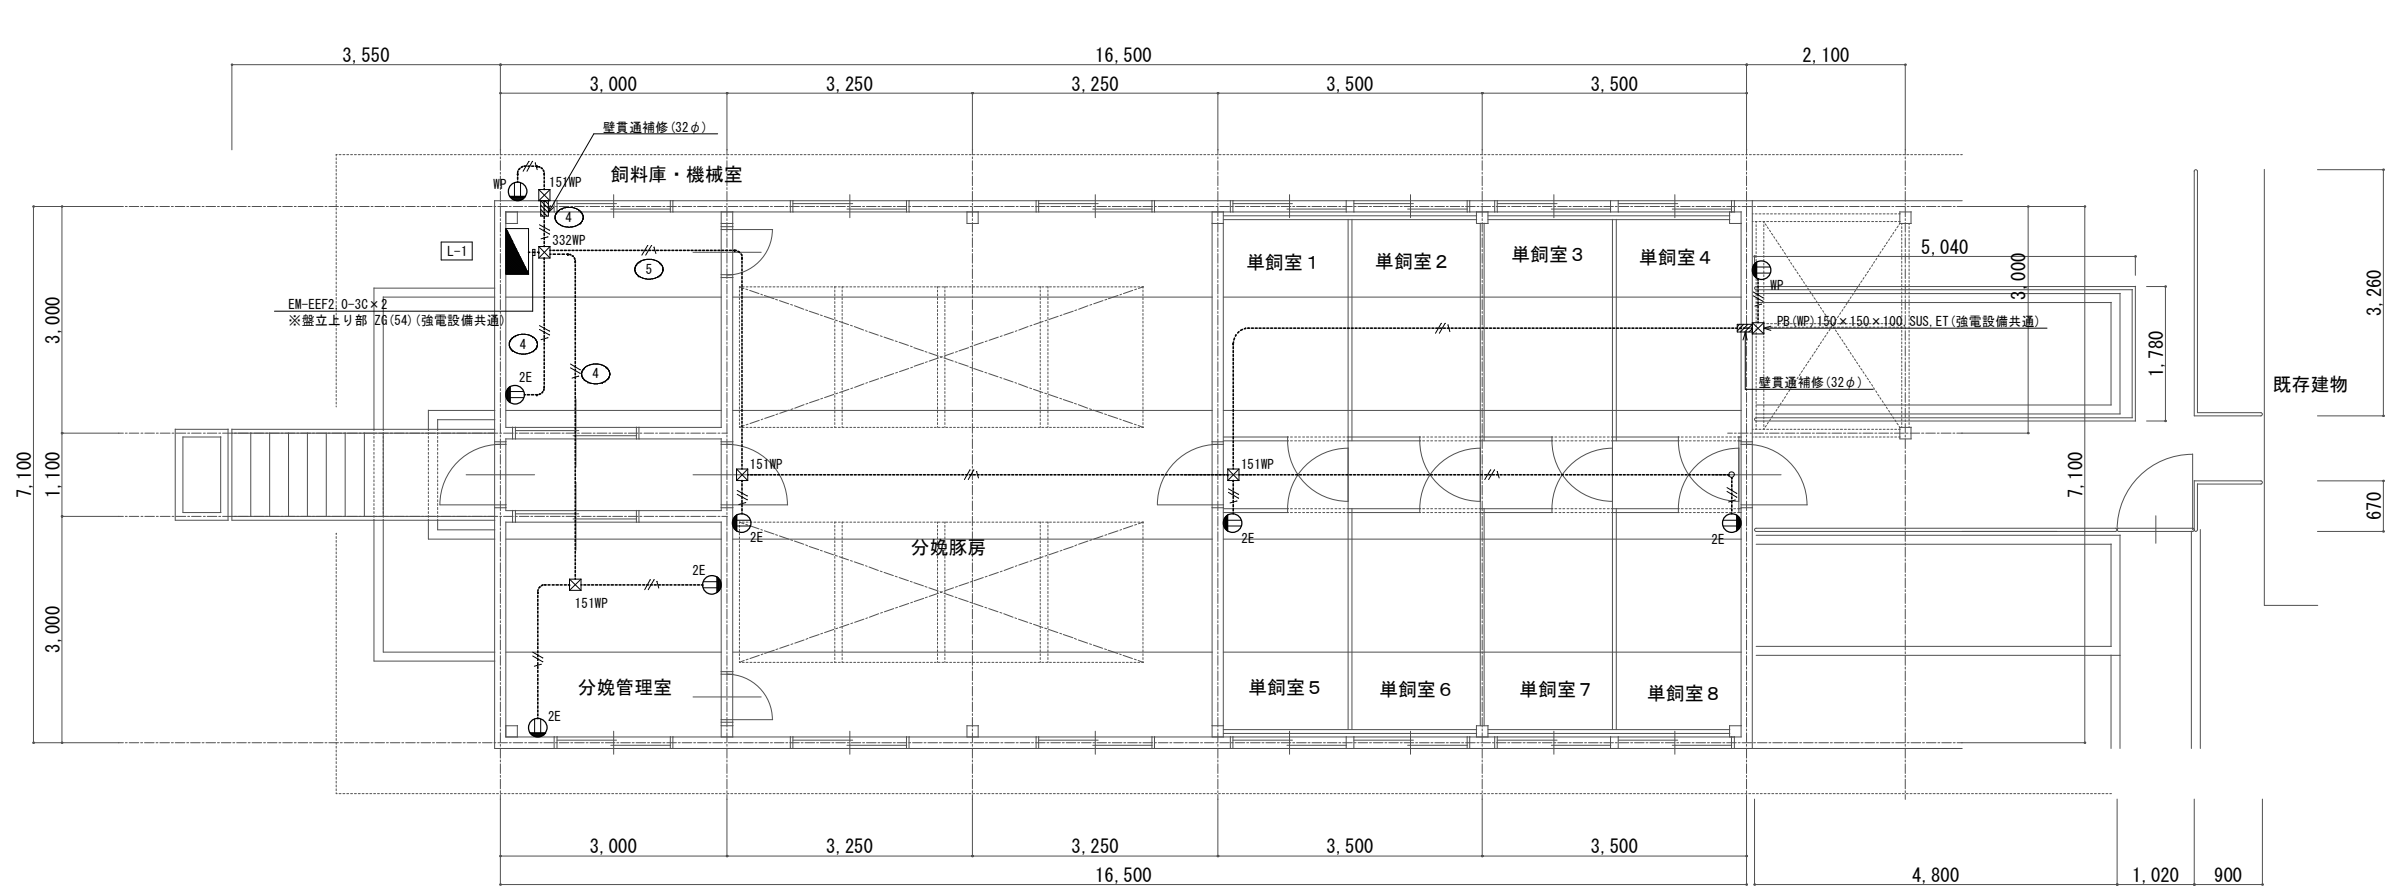 3,550
16,500
2,100
3,000
3,250
3,250
3,500
3,500
壁貫通補修(32φ)
飼料庫・機械室
WP
151WP
4
332WP
L-1
5
単飼室１
単飼室２
単飼室３
単飼室４
5,040
3,000
3,260
WP
EM-EEF2.0-3C×2
※盤立上り部 ZG(54)(強電設備共通)
PB(WP)150×150×100,SUS,ET(強電設備共通)
3,000
4
4
2E
1,780
壁貫通補修(32φ)
既存建物
7,100
1,100
151WP
151WP
7,100
670
2E
2E
2E
分娩豚房
2E
151WP
3,000
分娩管理室
単飼室５
単飼室６
単飼室７
単飼室８
2E
3,000
3,250
3,250
3,500
3,500
16,500
4,800
1,020
900